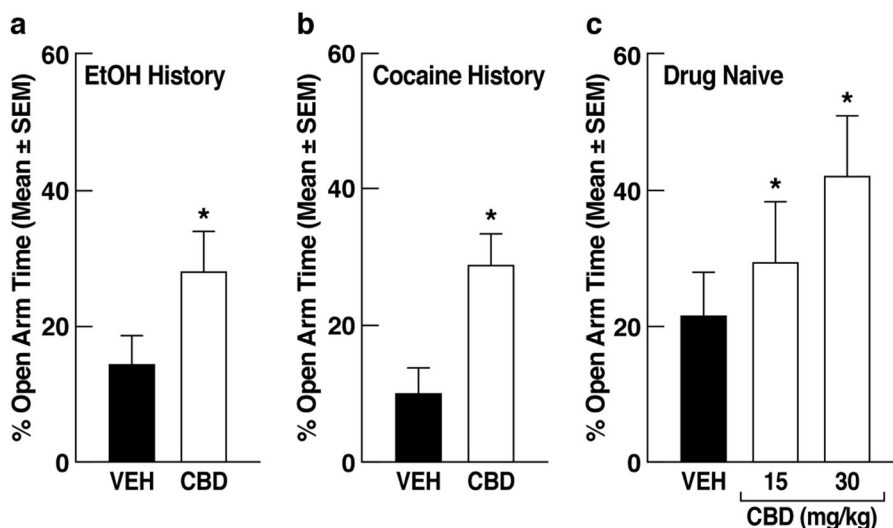 a
% Open Arm Time (Mean ± SEM)
60
40
20
0
EtOH History
*
VEH CBD
b
% Open Arm Time (Mean ± SEM)
60
40
20
0
Cocaine History
*
VEH CBD
c
% Open Arm Time (Mean ± SEM)
60
40
20
0
Drug Naive
*
*
VEH 15 30
CBD (mg/kg)